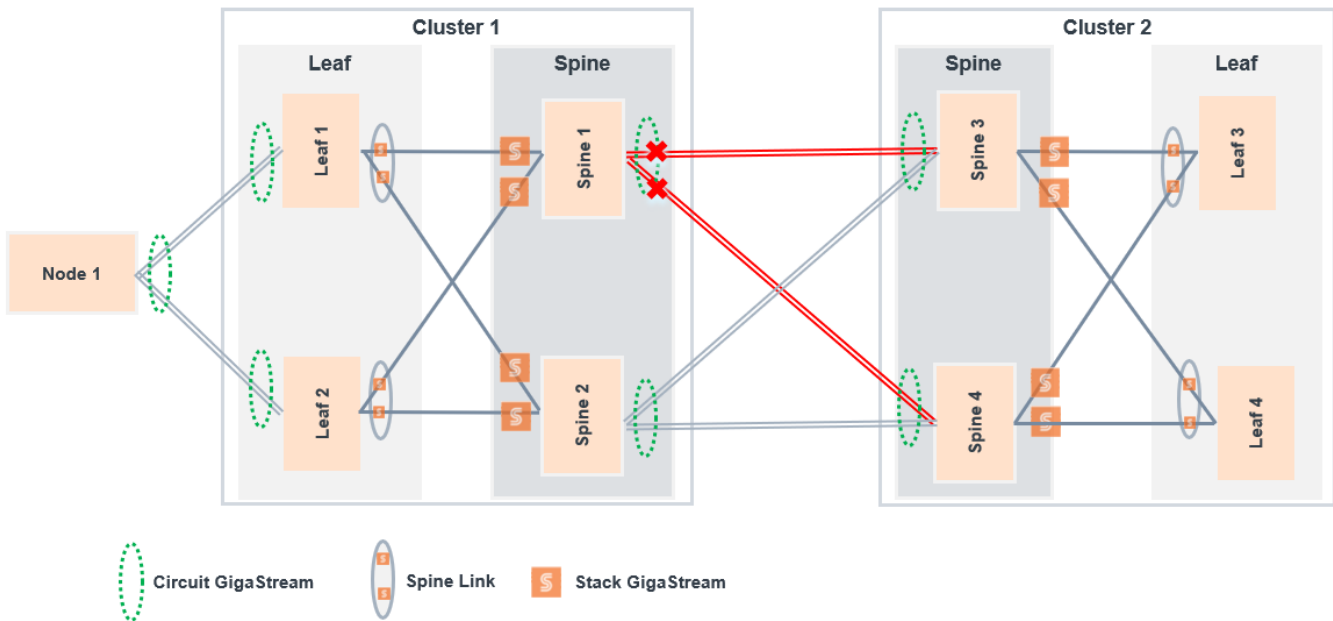 Cluster 1
Cluster 2
Leaf
Spine
Spine
Leaf
Leaf 1
Spine 1
Spine 3
Leaf 3
Node 1
Leaf 2
Spine 2
Spine 4
Leaf 4
Circuit GigaStream
Spine Link
Stack GigaStream